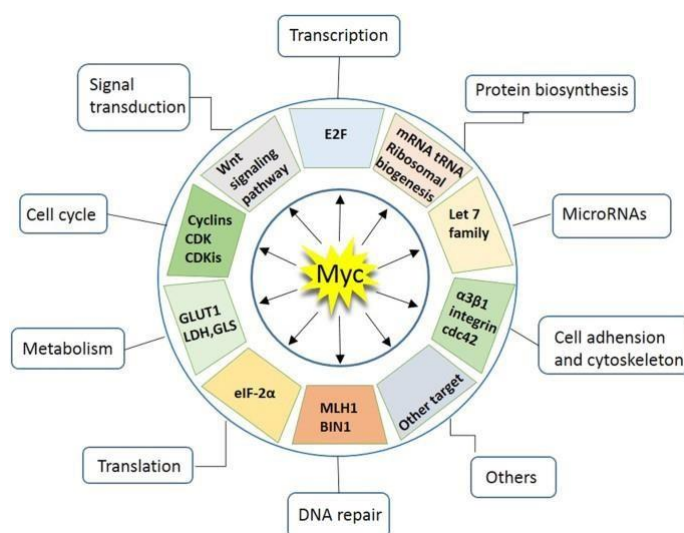 Transcription
Signal
transduction
Protein biosynthesis
E2F
mRNA tRNA
Ribosomal
biogenesis
Wnt
signaling
pathway
Cell cycle
Cyclins
CDK
CDKis
Let 7
family
MicroRNAs
Myc
α3β1
integrin
cdc42
GLUT1
LDH,GLS
Metabolism
Cell adhension
and cytoskeleton
eIF-2α
MLH1
BIN1
Other target
Translation
Others
DNA repair